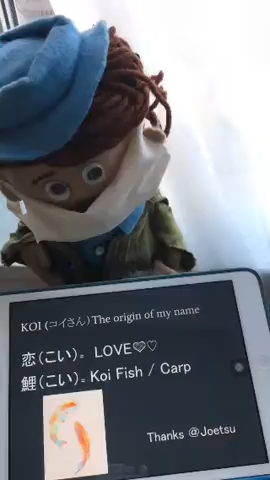 KOI (コイさん) The origin of my name
恋(こい)= LOVE♡♡
鯉(こい)= Koi Fish / Carp
Thanks @Joetsu